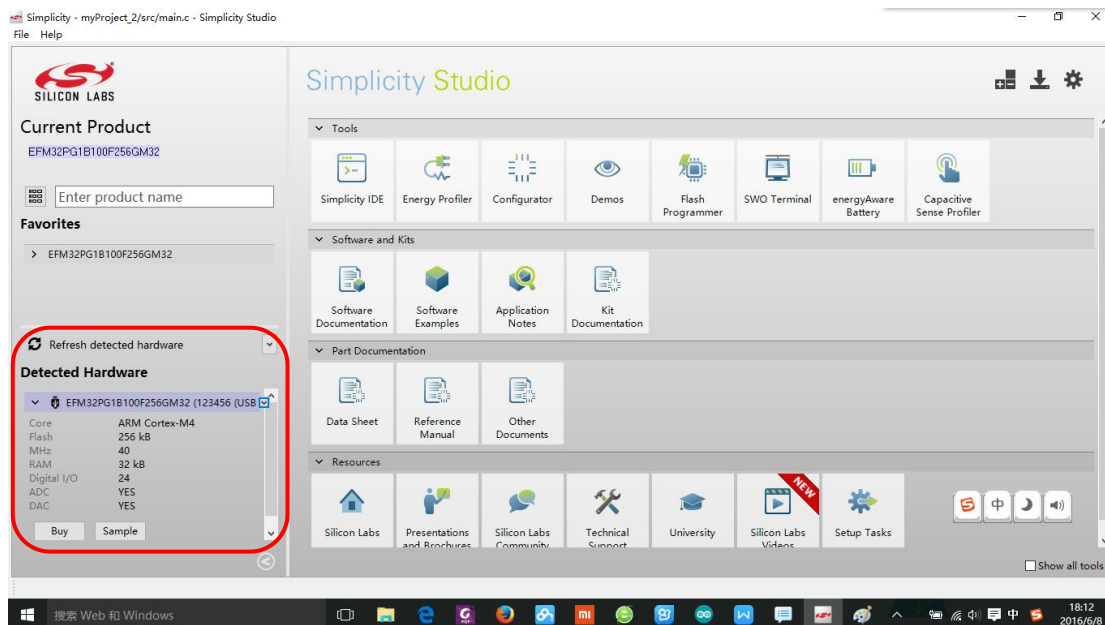 Simplicity - myProject_2/src/main.c - Simplicity Studio
File Help
SILICON LABS
Simplicity Studio
Current Product
EFM32PG1B100F256GM32
Enter product name
Favorites
EFM32PG1B100F256GM32
Refresh detected hardware
Detected Hardware
EFM32PG1B100F256GM32 (123456 (USB
Core ARM Cortex-M4
Flash 256 kB
MHz 40
RAM 32 kB
Digital I/O 24
ADC YES
DAC YES
Buy Sample
Tools
Simplicity IDE
Energy Profiler
Configurator
Demos
Flash
Programmer
SWO Terminal
energyAware
Battery
Capacitive
Sense Profiler
Software and Kits
Software
Documentation
Software
Examples
Application
Notes
Kit
Documentation
Part Documentation
Data Sheet
Reference
Manual
Other
Documents
Resources
Silicon Labs
Presentations
and Brochures
Silicon Labs
Community
Technical
Support
University
NEW
Silicon Labs
Videos
Setup Tasks
中
Show all tools
搜索 Web 和 Windows
中
18:12
2016/6/8